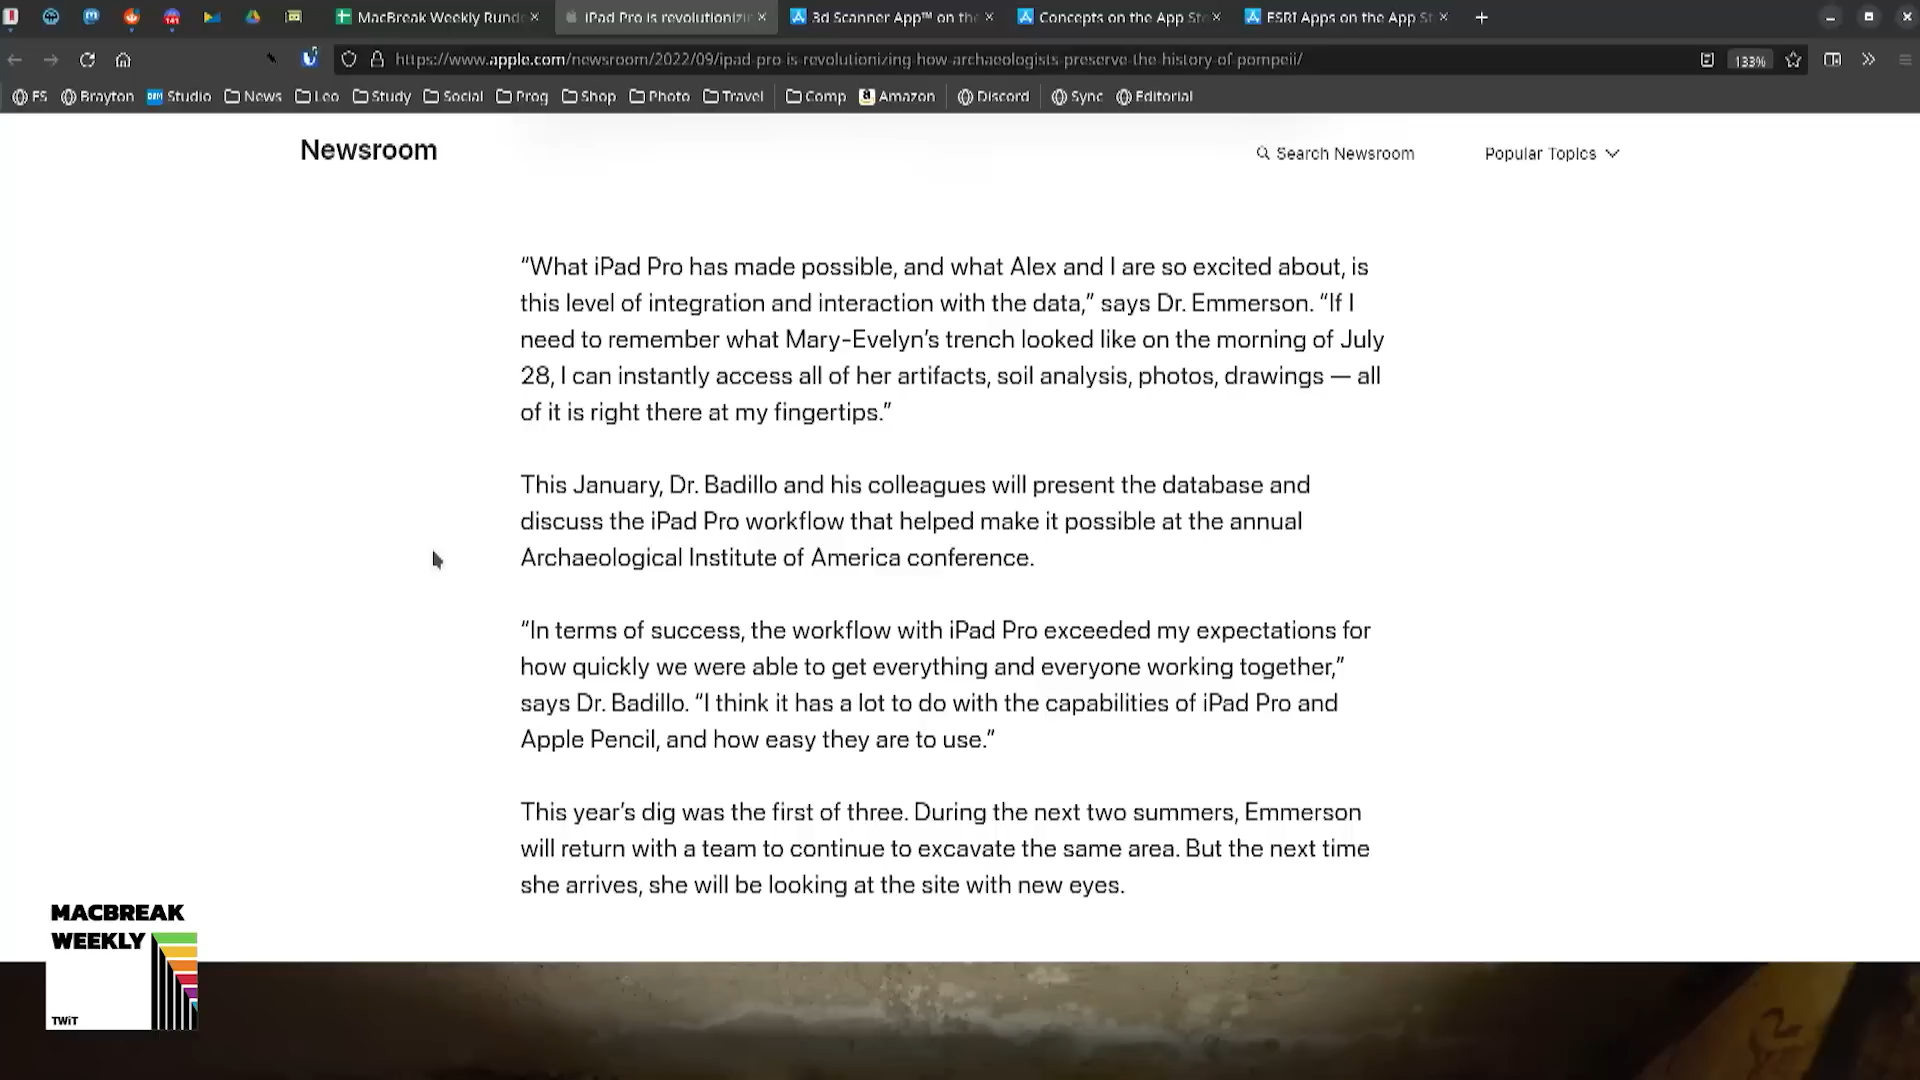 141
MacBreak Weekly Rund
iPad Pro is revolutionizin
3d Scanner App™ on the
Concepts on the App Sto
ESRI Apps on the App St
https://www.apple.com/newsroom/2022/09/ipad-pro-is-revolutionizing-how-archaeologists-preserve-the-history-of-pompeii/
133%
FS
Brayton
Studio
News
Leo
Study
Social
Prog
Shop
Photo
Travel
Comp
Amazon
Discord
Sync
Editorial
Newsroom
Search Newsroom
Popular Topics
“What iPad Pro has made possible, and what Alex and I are so excited about, is
this level of integration and interaction with the data,” says Dr. Emmerson. “If I
need to remember what Mary-Evelyn’s trench looked like on the morning of July
28, I can instantly access all of her artifacts, soil analysis, photos, drawings — all
of it is right there at my fingertips.”
This January, Dr. Badillo and his colleagues will present the database and
discuss the iPad Pro workflow that helped make it possible at the annual
Archaeological Institute of America conference.
“In terms of success, the workflow with iPad Pro exceeded my expectations for
how quickly we were able to get everything and everyone working together,”
says Dr. Badillo. “I think it has a lot to do with the capabilities of iPad Pro and
Apple Pencil, and how easy they are to use.”
This year’s dig was the first of three. During the next two summers, Emmerson
will return with a team to continue to excavate the same area. But the next time
she arrives, she will be looking at the site with new eyes.
MACBREAK
WEEKLY
TWiT